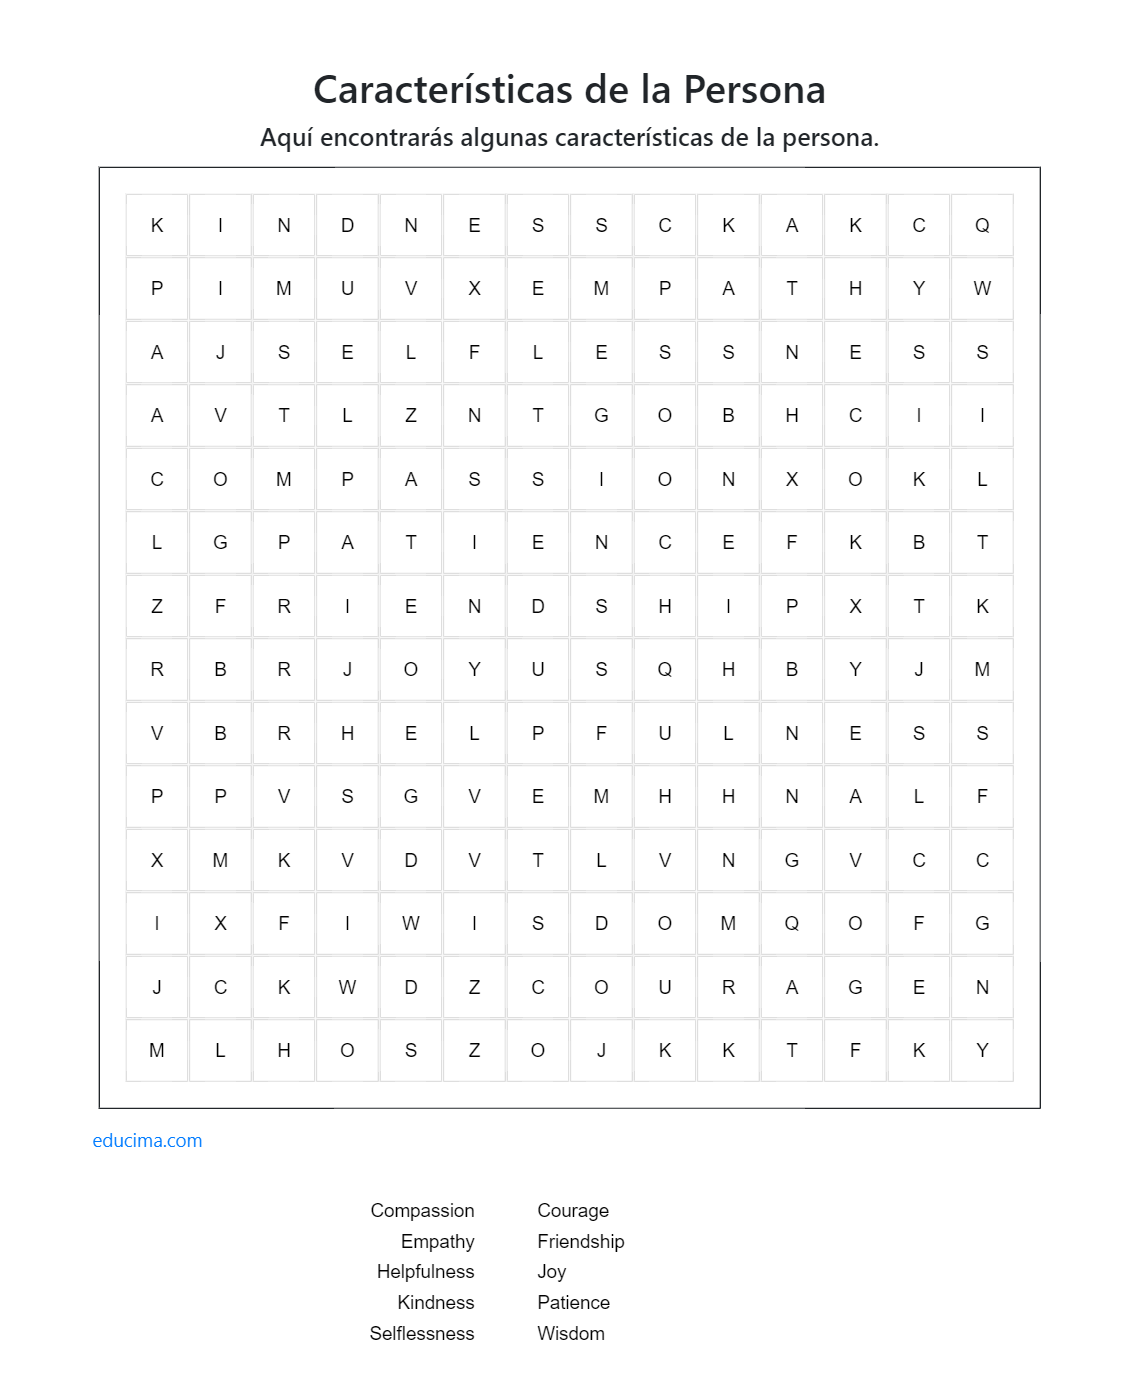 Características de la Persona
Aquí encontrarás algunas características de la persona.
K I N D N E S S C K A K C Q
P I M U V X E M P A T H Y W
A J S E L F L E S S N E S S
A V T L Z N T G O B H C I I
C O M P A S S I O N X O K L
L G P A T I E N C E F K B T
Z F R I E N D S H I P X T K
R B R J O Y U S Q H B Y J M
V B R H E L P F U L N E S S
P P V S G V E M H H N A L F
X M K V D V T L V N G V C C
I X F I W I S D O M Q O F G
J C K W D Z C O U R A G E N
M L H O S Z O J K K T F K Y
educima.com
Compassion Courage
Empathy Friendship
Helpfulness Joy
Kindness Patience
Selflessness Wisdom